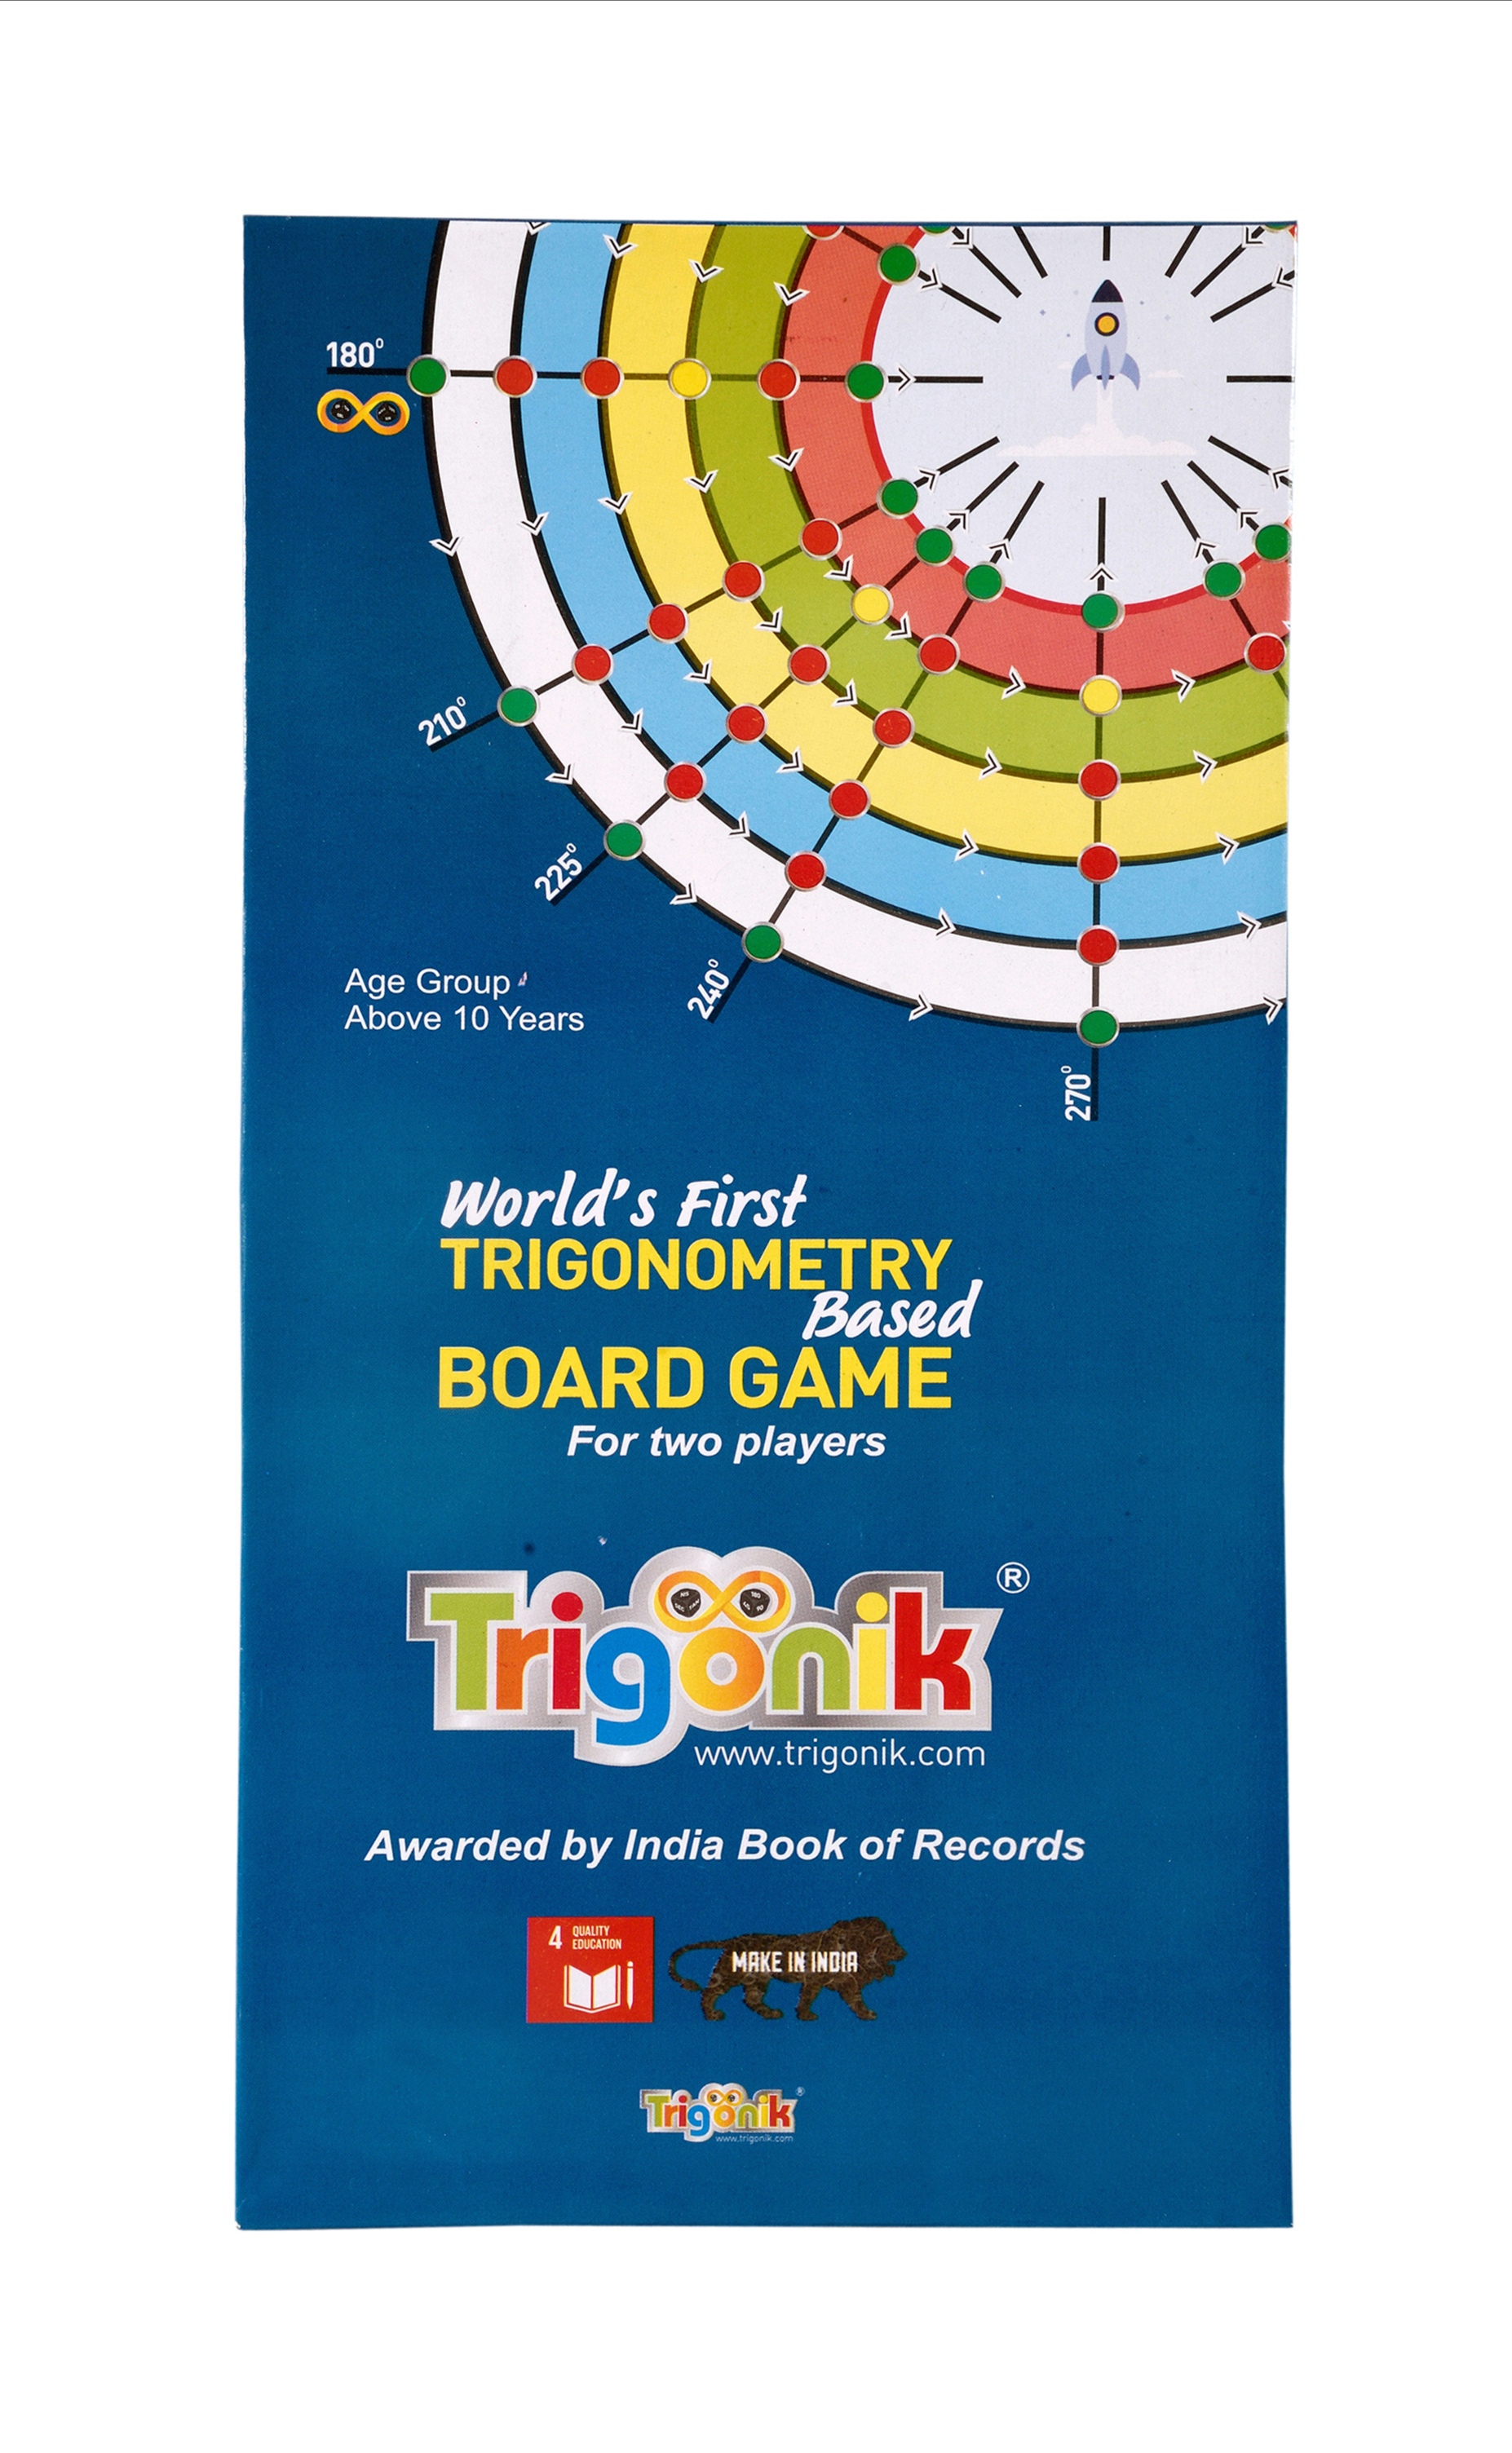 180°
210°
225°
240°
270°
Age Group
Above 10 Years
World's First
TRIGONOMETRY
Based
BOARD GAME
For two players
Trigonik ®
www.trigonik.com
Awarded by India Book of Records
4 QUALITY
EDUCATION
MAKE IN INDIA
Trigonik ®
www.trigonik.com